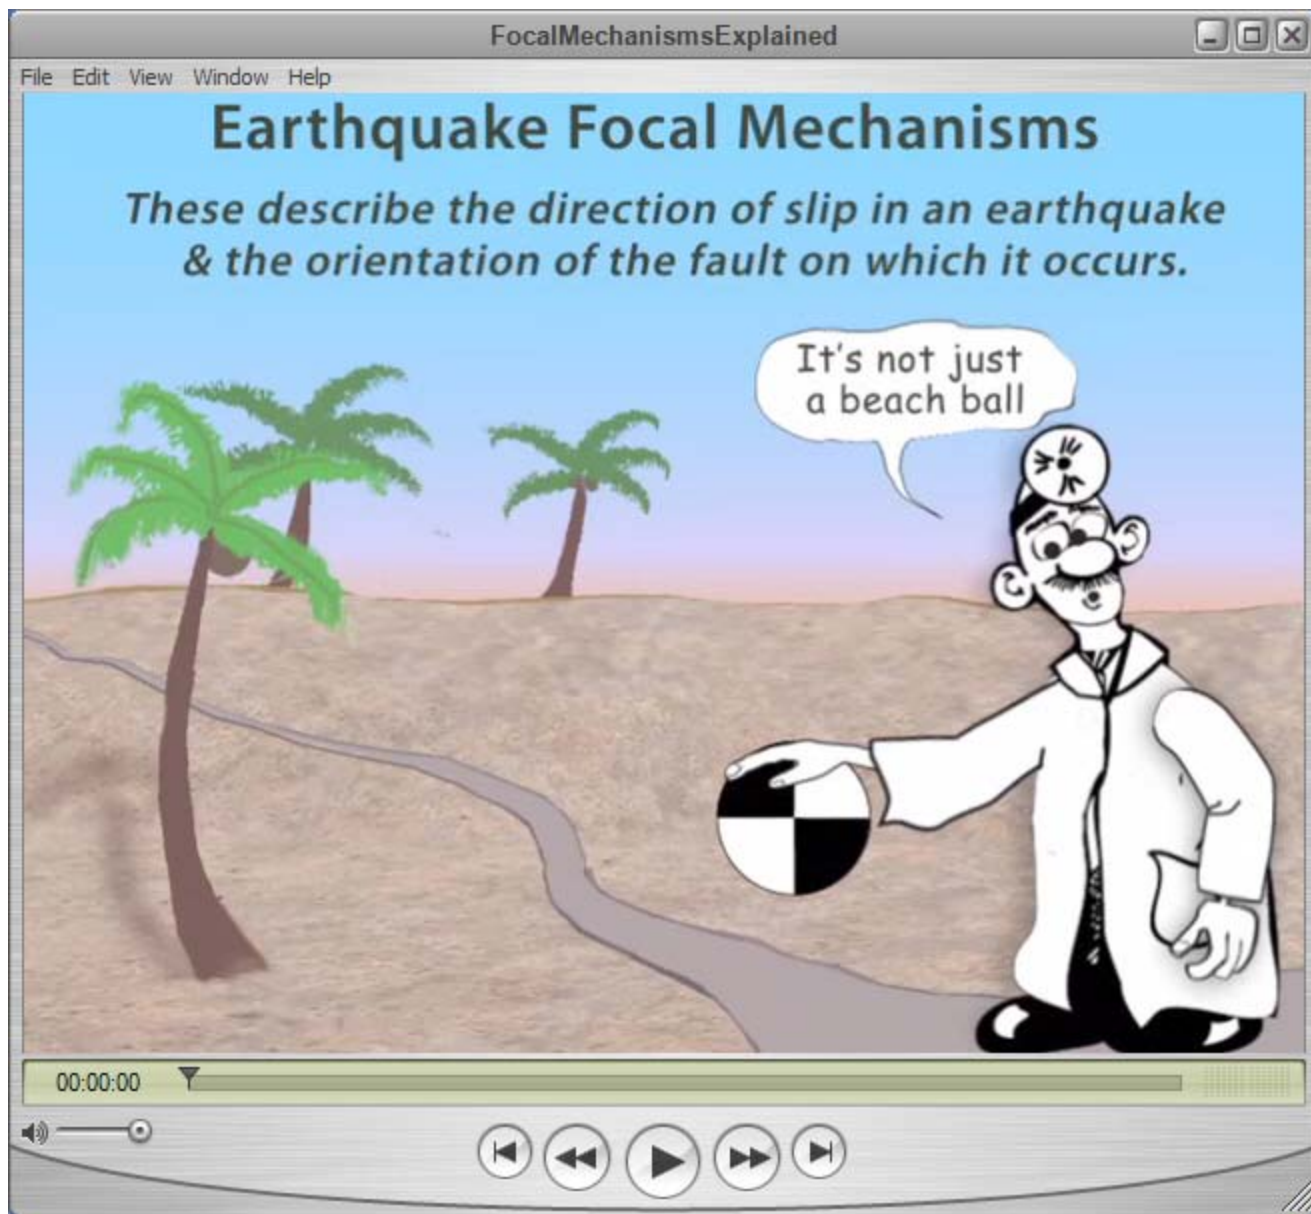 FocalMechanismsExplained
File Edit View Window Help
Earthquake Focal Mechanisms
These describe the direction of slip in an earthquake
& the orientation of the fault on which it occurs.
It's not just
a beach ball
00:00:00